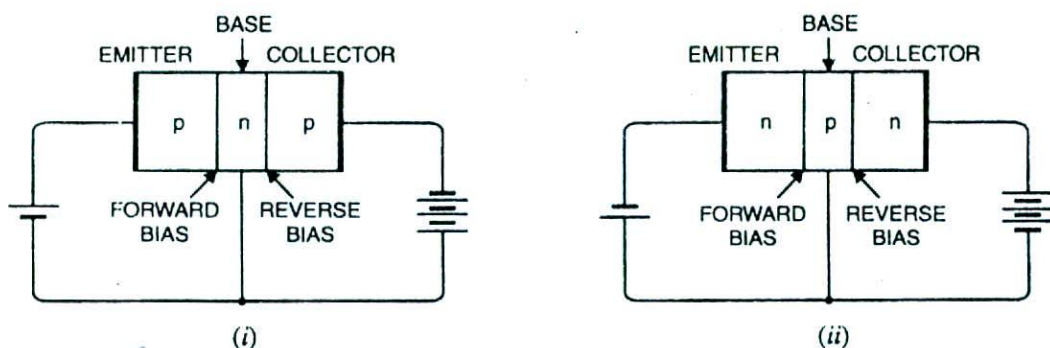 BASE
EMITTER COLLECTOR
p n p
FORWARD BIAS
REVERSE BIAS
(i)
BASE
EMITTER COLLECTOR
n p n
FORWARD BIAS
REVERSE BIAS
(ii)